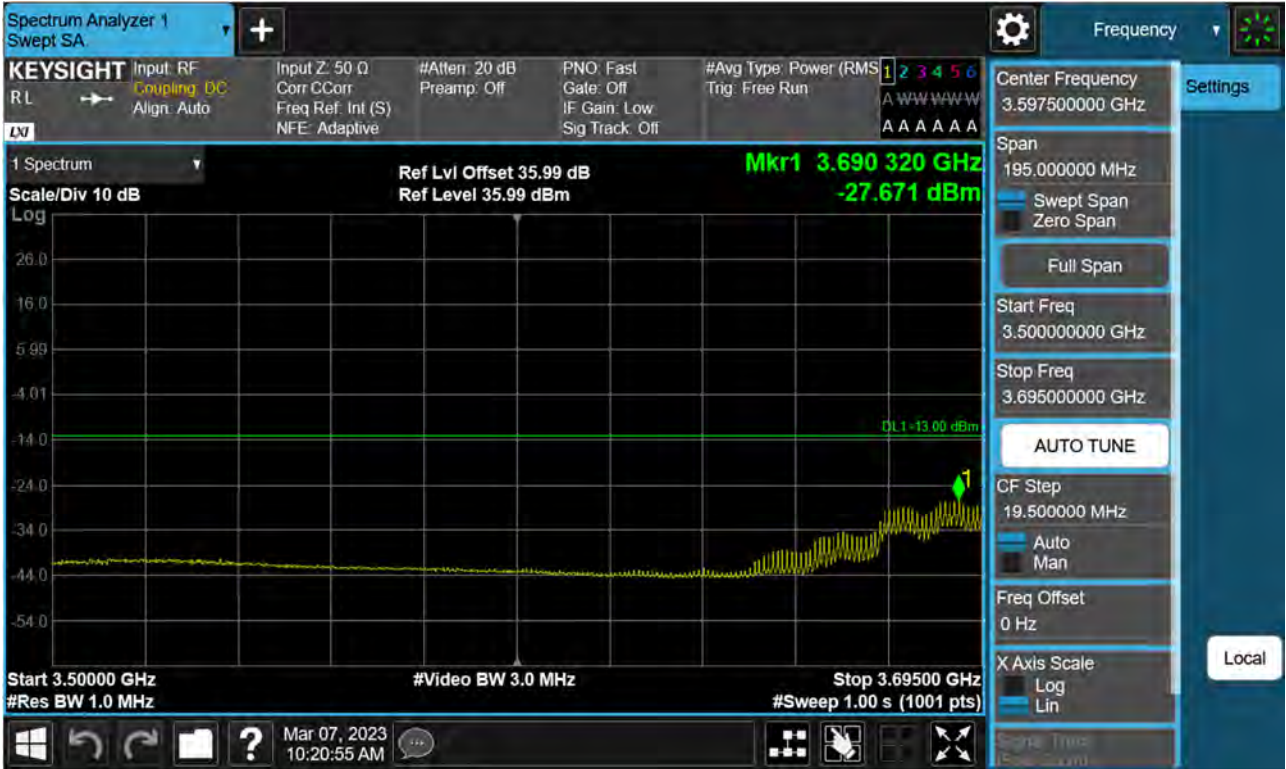 Spectrum Analyzer 1
Swept SA
+
Frequency
KEYSIGHT
R L
LXI
Input: RF
Coupling: DC
Align: Auto
Input Z: 50 Ω
Corr CCorr
Freq Ref: Int (S)
NFE: Adaptive
#Atten: 20 dB
Preamp: Off
PNO: Fast
Gate: Off
IF Gain: Low
Sig Track: Off
#Avg Type: Power (RMS
Trig: Free Run
1 2 3 4 5 6
A W W W W W
A A A A A A
1 Spectrum
Scale/Div 10 dB
Log
Ref Lvl Offset 35.99 dB
Ref Level 35.99 dBm
Mkr1 3.690 320 GHz
-27.671 dBm
26.0
16.0
5.99
-4.01
-14.0
-24.0
-34.0
-44.0
-54.0
DL1 -13.00 dBm
1
Start 3.50000 GHz
#Res BW 1.0 MHz
#Video BW 3.0 MHz
Stop 3.69500 GHz
#Sweep 1.00 s (1001 pts)
Center Frequency
3.597500000 GHz
Span
195.000000 MHz
Swept Span
Zero Span
Full Span
Start Freq
3.500000000 GHz
Stop Freq
3.695000000 GHz
AUTO TUNE
CF Step
19.500000 MHz
Auto
Man
Freq Offset
0 Hz
X Axis Scale
Log
Lin
Settings
Local
?
Mar 07, 2023
10:20:55 AM